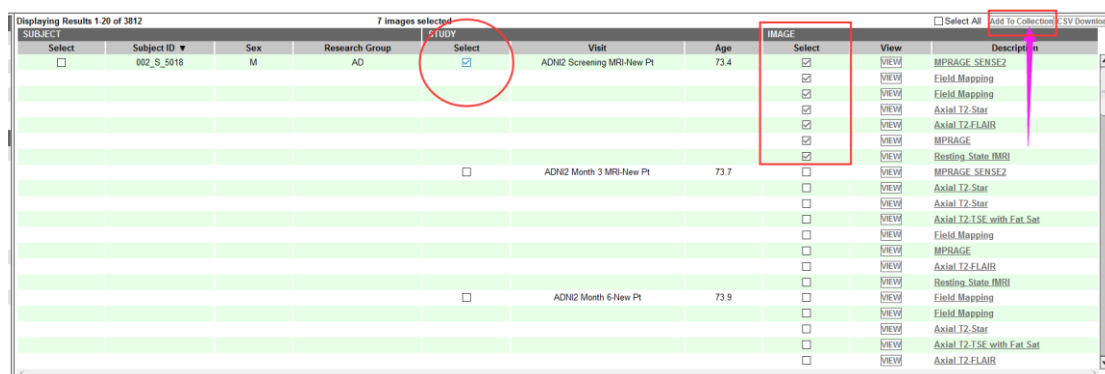 Displaying Results 1-20 of 3812 7 images selected Select All Add To Collection CSV
SUBJECT STUDY IMAGE
Select Subject ID ▼ Sex Research Group Select Visit Age Select View Description
002_S_5018 M AD ADNI2 Screening MRI-New Pt 73.4 VIEW MPRAGE SENSE2
VIEW Field Mapping
VIEW Field Mapping
VIEW Axial T2-Star
VIEW Axial T2-FLAIR
VIEW MPRAGE
VIEW Resting State fMRI
ADNI2 Month 3 MRI-New Pt 73.7 VIEW MPRAGE SENSE2
VIEW Axial T2-Star
VIEW Axial T2-Star
VIEW Axial T2-TSE with Fat Sat
VIEW Field Mapping
VIEW MPRAGE
VIEW Axial T2-FLAIR
VIEW Resting State fMRI
ADNI2 Month 6-New Pt 73.9 VIEW Field Mapping
VIEW Field Mapping
VIEW Axial T2-Star
VIEW Axial T2-TSE with Fat Sat
VIEW Axial T2-FLAIR